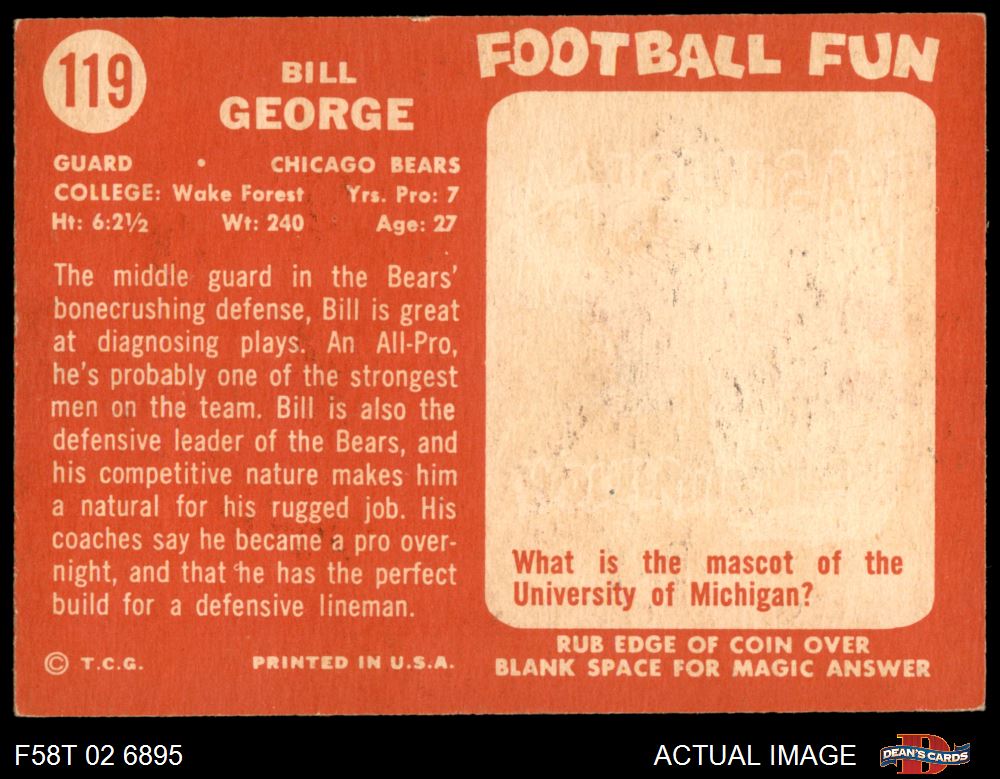 119
BILL
GEORGE
GUARD • CHICAGO BEARS
COLLEGE: Wake Forest Yrs. Pro: 7
Ht: 6:2½ Wt: 240 Age: 27
The middle guard in the Bears'
bonecrushing defense, Bill is great
at diagnosing plays. An All-Pro,
he's probably one of the strongest
men on the team. Bill is also the
defensive leader of the Bears, and
his competitive nature makes him
a natural for his rugged job. His
coaches say he became a pro over-
night, and that he has the perfect
build for a defensive lineman.
© T.C.G. PRINTED IN U.S.A.
FOOTBALL FUN
What is the mascot of the
University of Michigan?
RUB EDGE OF COIN OVER
BLANK SPACE FOR MAGIC ANSWER
F58T 02 6895
ACTUAL IMAGE
DEAN'S CARDS